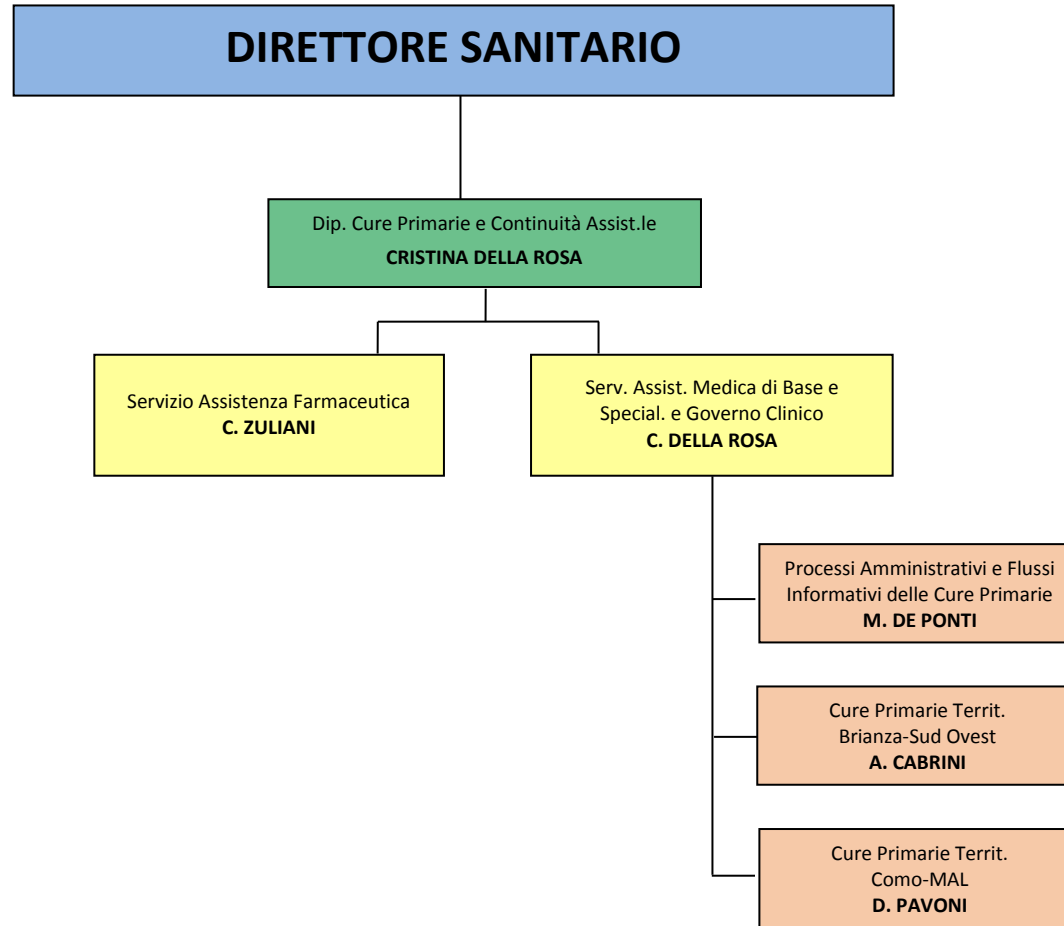 DIRETTORE SANITARIO
Dip. Cure Primarie e Continuità Assist.le
CRISTINA DELLA ROSA
Servizio Assistenza Farmaceutica
C. ZULIANI
Serv. Assist. Medica di Base e
Special. e Governo Clinico
C. DELLA ROSA
Processi Amministrativi e Flussi
Informativi delle Cure Primarie
M. DE PONTI
Cure Primarie Territ.
Brianza-Sud Ovest
A. CABRINI
Cure Primarie Territ.
Como-MAL
D. PAVONI